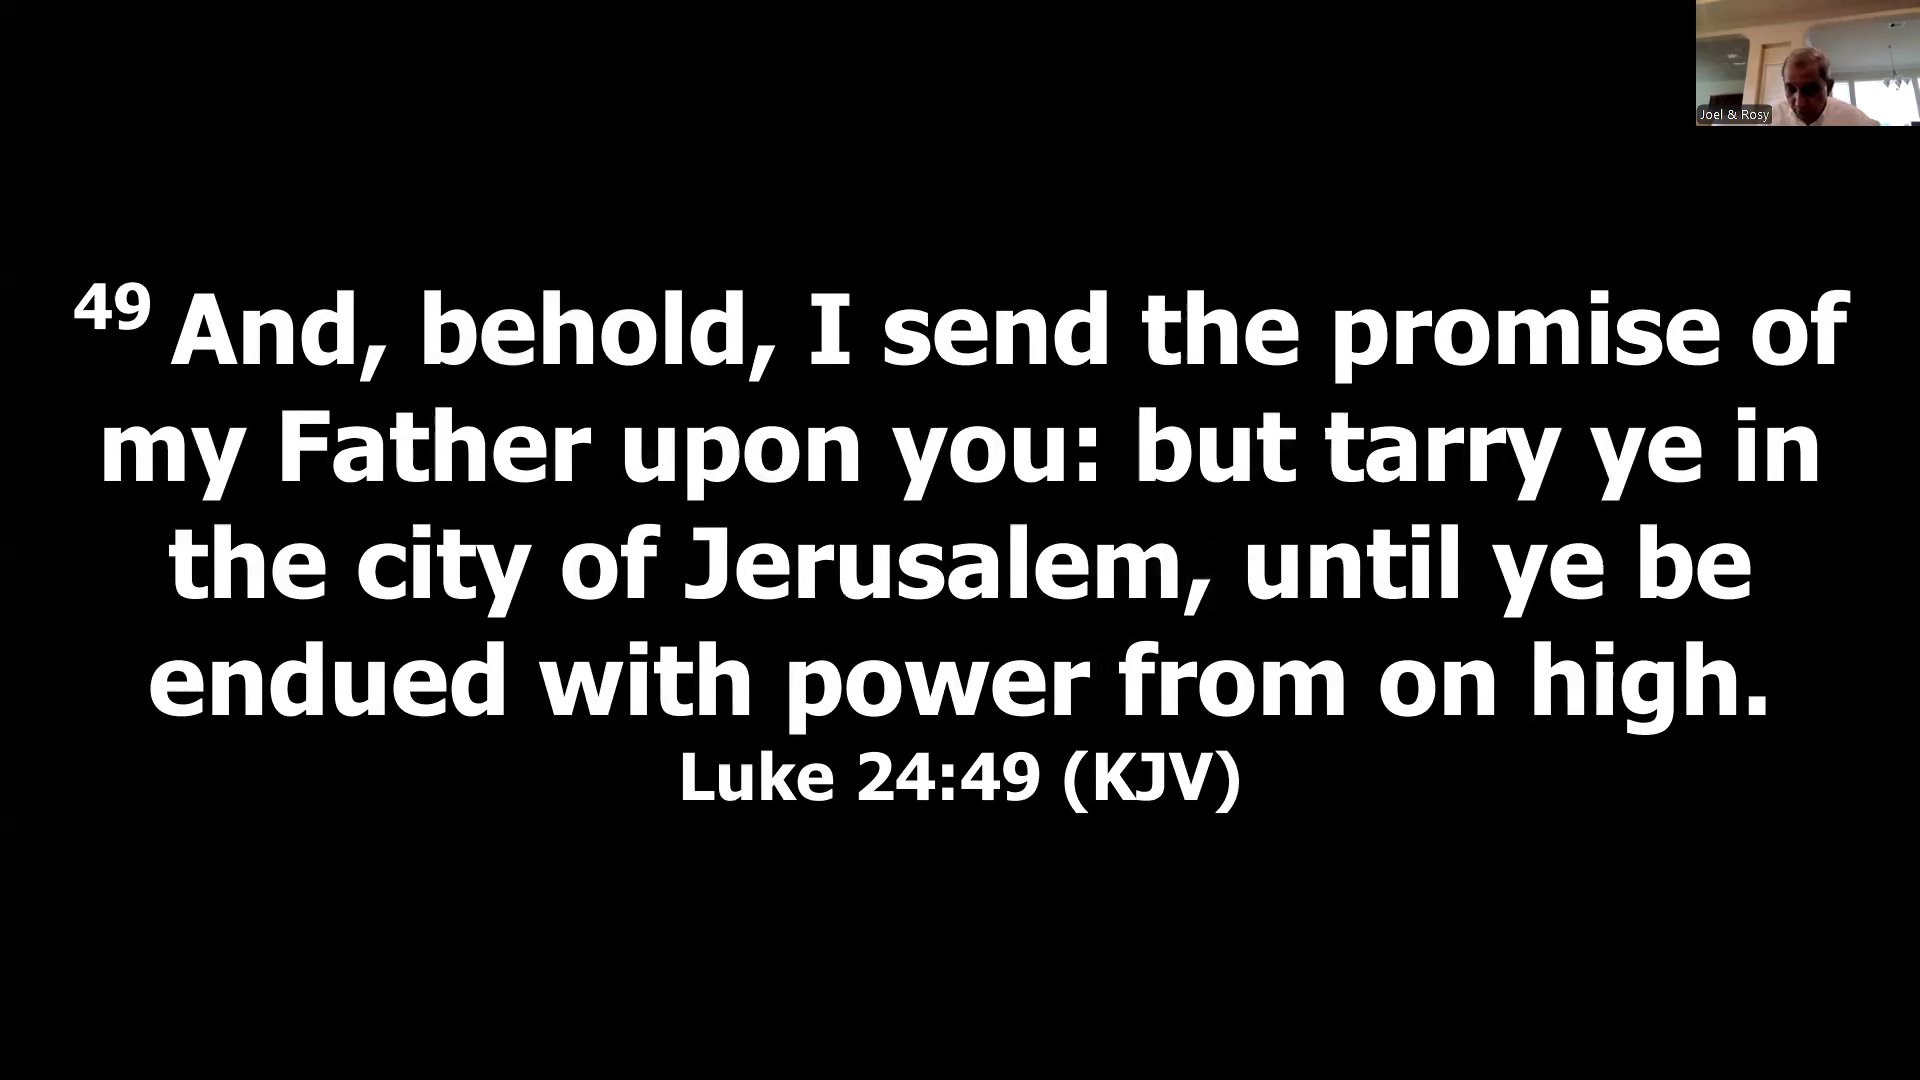 Joel & Rosy
49 And, behold, I send the promise of
my Father upon you: but tarry ye in
the city of Jerusalem, until ye be
endued with power from on high.
Luke 24:49 (KJV)